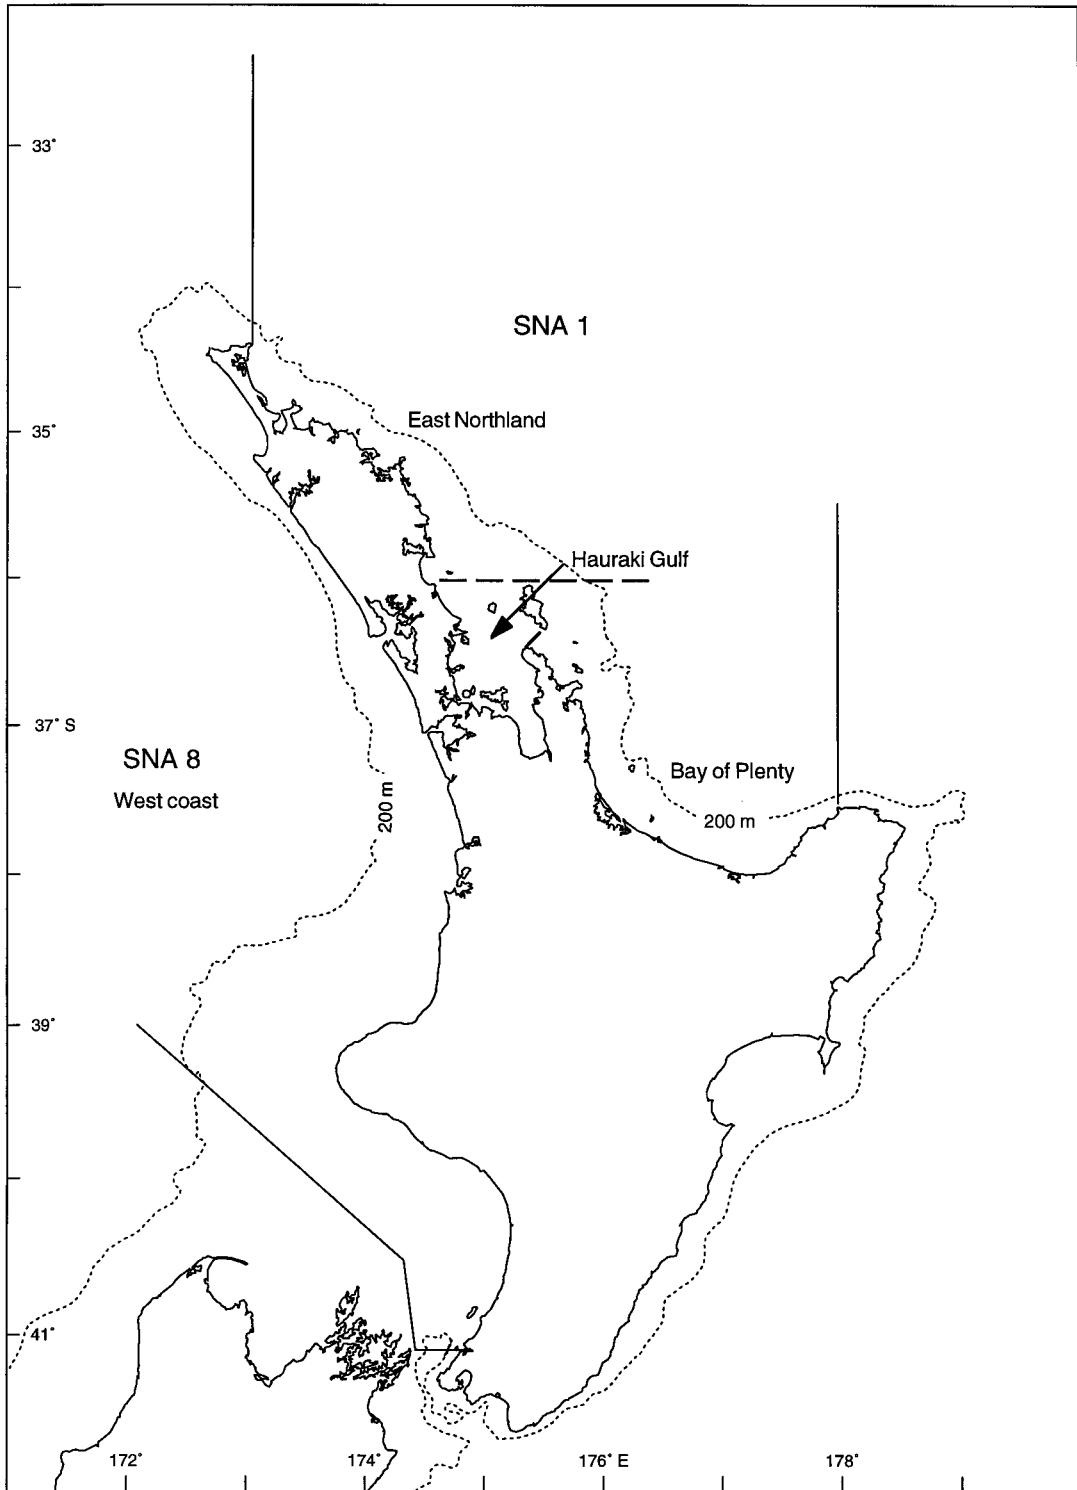 33°
SNA 1
East Northland
35°
Hauraki Gulf
37° S
SNA 8
West coast
200 m
Bay of Plenty
200 m
39°
41°
172°
174°
176° E
178°